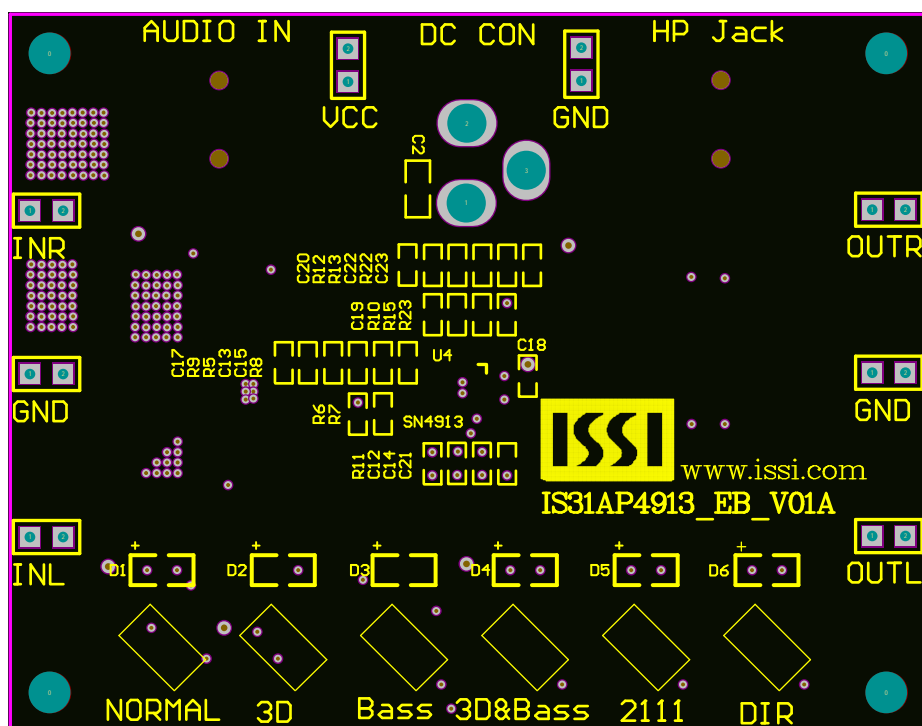 AUDIO IN
DC CON
HP Jack
VCC
GND
C2
INR
OUTR
C20
R12
R13
C22
R22
C23
C19
R10
R15
R23
C17
R9
R5
C13
C15
R8
U4
C18
GND
GND
R6
R7
SN4913
ISSI
R11
C12
C14
C21
www.issi.com
IS31AP4913_EB_V01A
INL
OUTL
+
+
+
+
+
+
D1
D2
D3
D4
D5
D6
NORMAL
3D
Bass
3D&Bass
2111
DIR